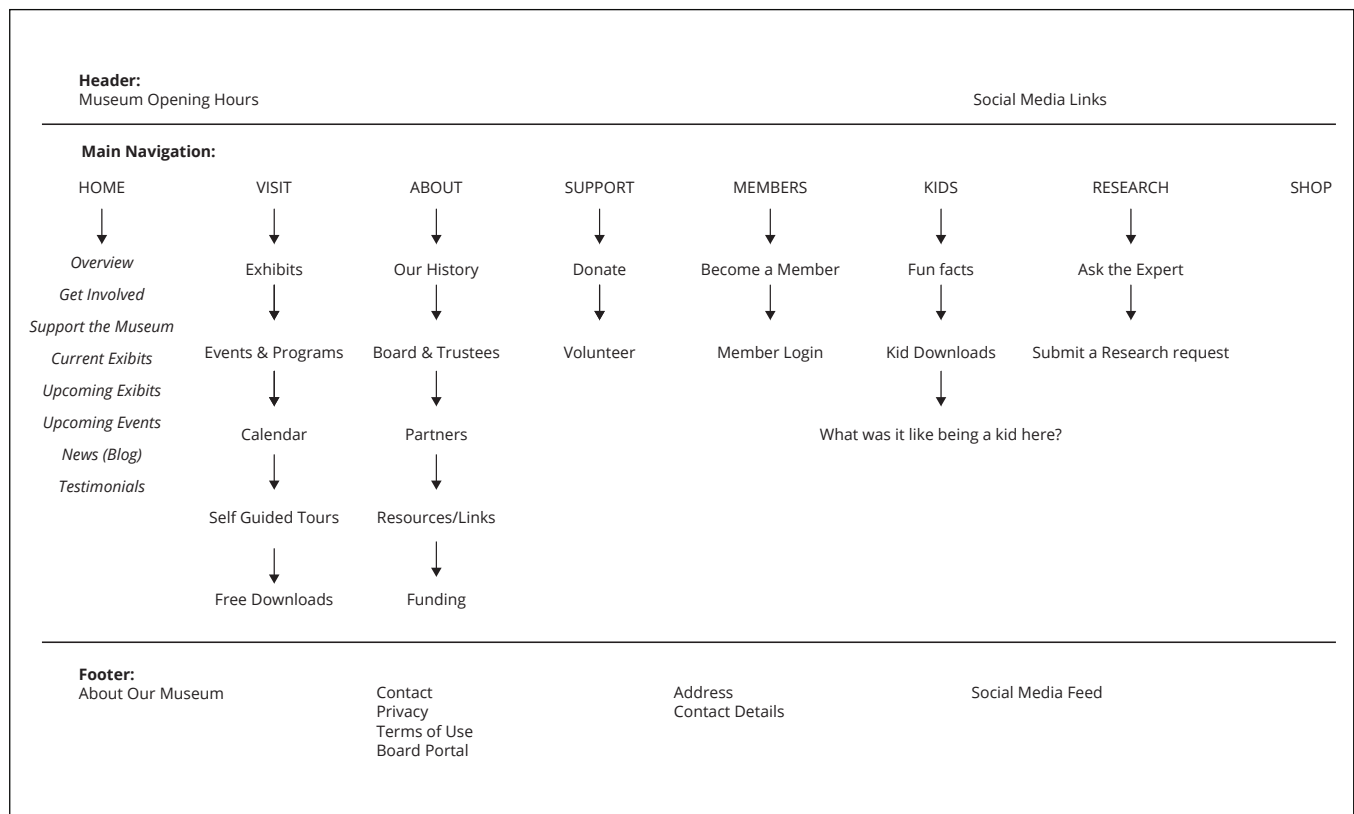 Header:
Museum Opening Hours
Social Media Links
Main Navigation:
HOME
VISIT
ABOUT
SUPPORT
MEMBERS
KIDS
RESEARCH
SHOP
Overview
Get Involved
Support the Museum
Current Exibits
Upcoming Exibits
Upcoming Events
News (Blog)
Testimonials
Exhibits
Events & Programs
Calendar
Self Guided Tours
Free Downloads
Our History
Board & Trustees
Partners
Resources/Links
Funding
Donate
Volunteer
Become a Member
Member Login
Fun facts
Kid Downloads
What was it like being a kid here?
Ask the Expert
Submit a Research request
Footer:
About Our Museum
Contact
Privacy
Terms of Use
Board Portal
Address
Contact Details
Social Media Feed